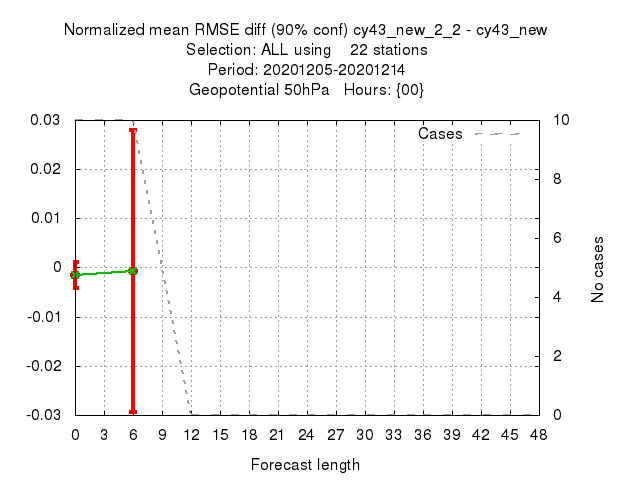 Normalized mean RMSE diff (90% conf) cy43_new_2_2 - cy43_new
Selection: ALL using    22 stations
Period: 20201205-20201214
Geopotential 50hPa   Hours: {00}
Cases
0.03
0.02
0.01
0
-0.01
-0.02
-0.03
10
8
6
4
2
0
No cases
0 3 6 9 12 15 18 21 24 27 30 33 36 39 42 45 48
Forecast length